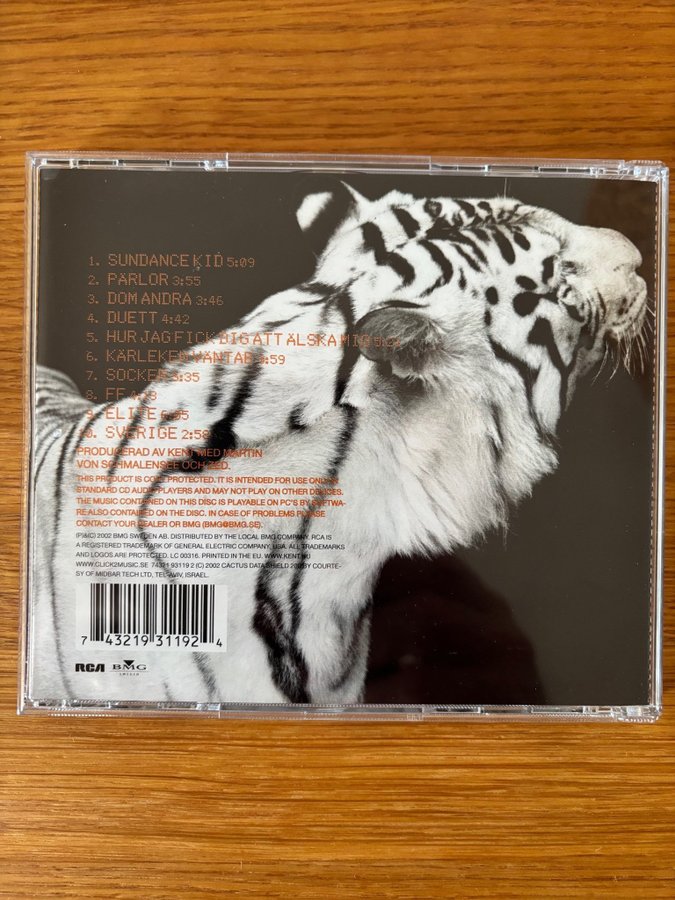 1. SUNDANCE KID 5:09
2. PÄRLOR 3:55
3. DOM ANDRA 3:46
4. DUETT 4:42
5. HUR JAG FICK DIG ATT ÄLSKA MIG
6. KÄRLEKEN VÄNTAR 3:59
7. SOCKER 3:35
8. FF
9. ELITE
10. SVERIGE 2:58
PRODUCERAD AV KENT MED MARTIN
VON SCHMALENSEE OCH ZED.
THIS PRODUCT IS COPY PROTECTED. IT IS INTENDED FOR USE ONLY IN
STANDARD CD AUDIO PLAYERS AND MAY NOT PLAY ON OTHER DEVICES.
THE MUSIC CONTAINED ON THIS DISC IS PLAYABLE ON PC'S BY SOFTWA-
RE ALSO CONTAINED ON THE DISC. IN CASE OF PROBLEMS PLEASE
CONTACT YOUR DEALER OR BMG (BMG@BMG.SE).
(P)&(C) 2002 BMG SWEDEN AB. DISTRIBUTED BY THE LOCAL BMG COMPANY. RCA IS
A REGISTERED TRADEMARK OF GENERAL ELECTRIC COMPANY, USA. ALL TRADEMARKS
AND LOGOS ARE PROTECTED. LC 00316. PRINTED IN THE EU. WWW.KENT.NU
WWW.CLICK2MUSIC.SE 74321 93119 2 (C) 2002 CACTUS DATA SHIELD 200 BY COURTE-
SY OF MIDBAR TECH LTD, TEL-AVIV, ISRAEL.
7 43219 31192 4
RCA BMG